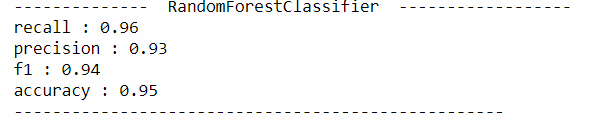 --------------  RandomForestClassifier  ------------------
recall : 0.96
precision : 0.93
f1 : 0.94
accuracy : 0.95
---------------------------------------------------